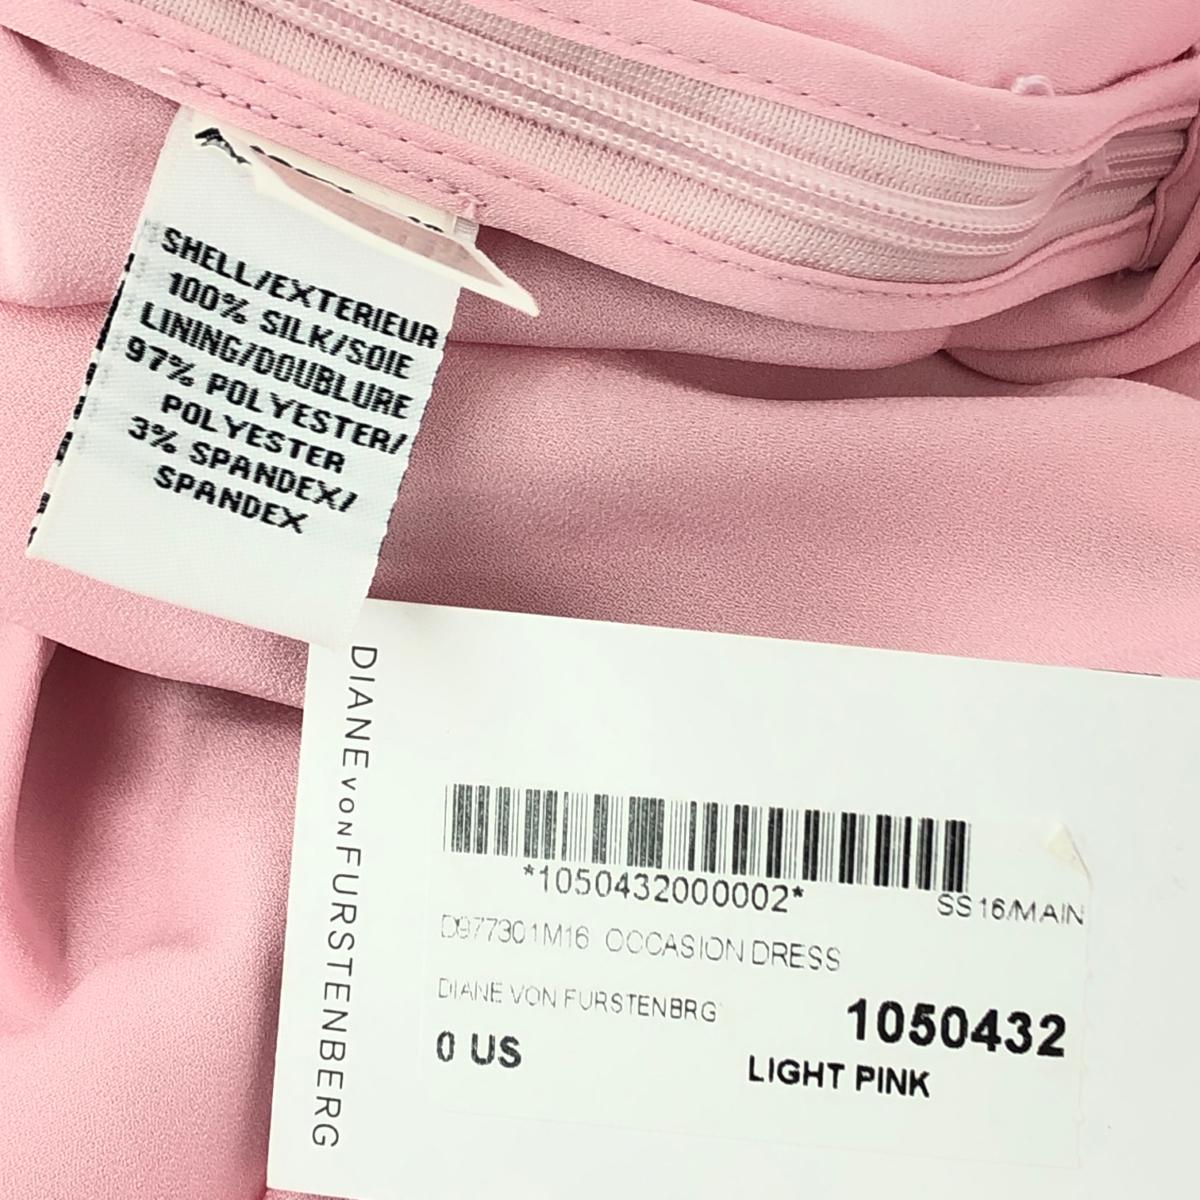 SHELL/EXTERIEUR
100% SILK/SOIE
LINING/DOUBLURE
97% POLYESTER/
POLYESTER
3% SPANDEX/
SPANDEX
DIANE VON FURSTENBERG
*1050432000002*
SS16/MAIN
D977301M16 OCCASION DRESS
DIANE VON FURSTENBRG
1050432
0 US
LIGHT PINK